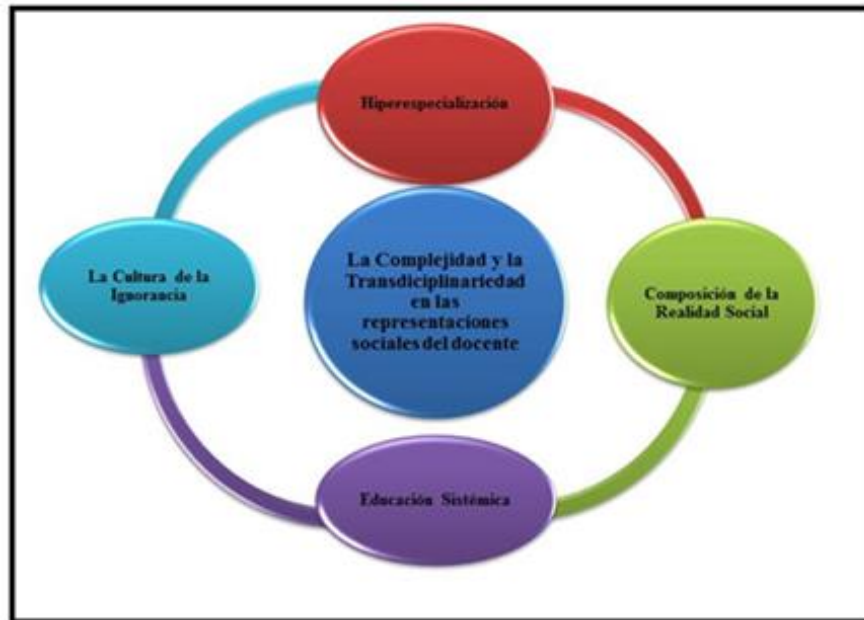 Hiperespecialización
La Cultura de la
Ignorancia
La Complejidad y la
Transdiciplinariedad
en las
representaciones
sociales del docente
Composición de la
Realidad Social
Educación Sistémica